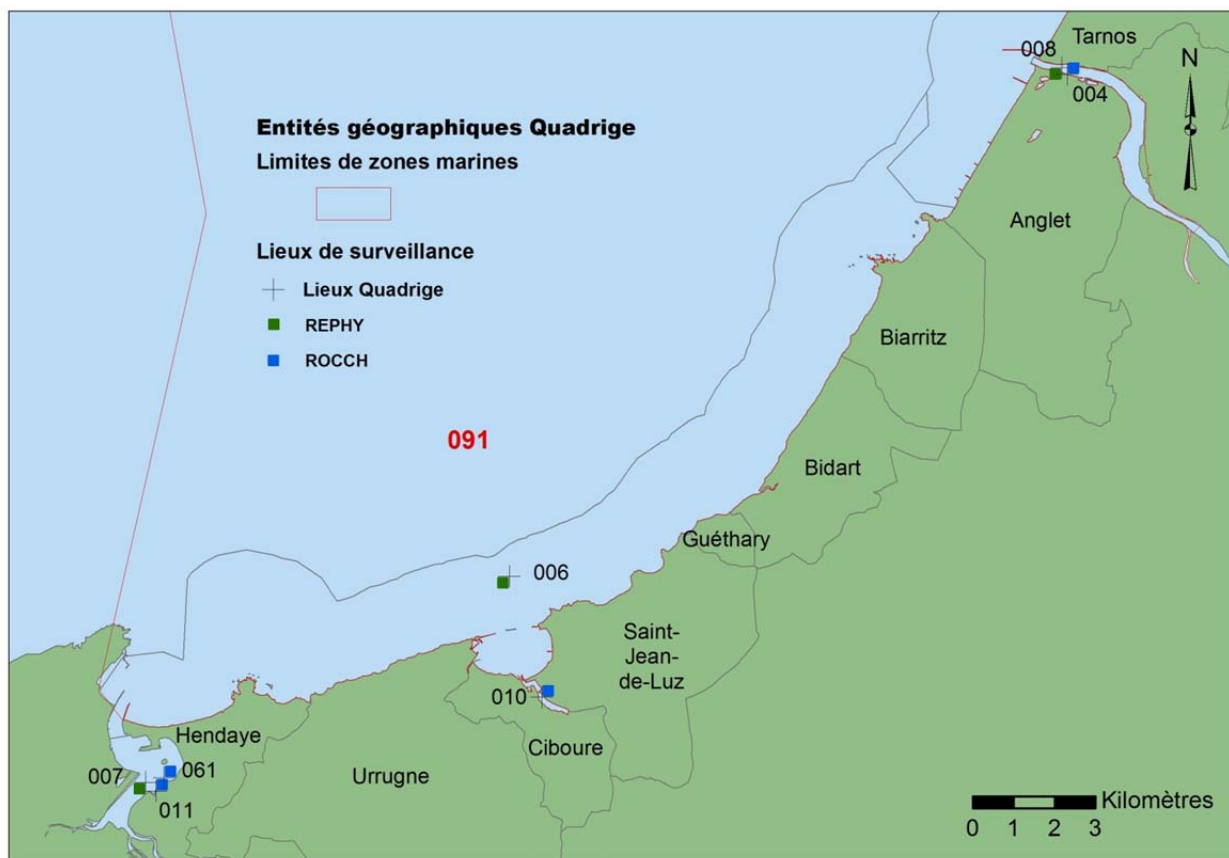 Tarnos
008
N
004
Entités géographiques Quadrige
Limites de zones marines
Anglet
Lieux de surveillance
Lieux Quadrige
REPHY
Biarritz
ROCCH
091
Bidart
Guéthary
006
Saint-
Jean-
de-Luz
010
Hendaye
Ciboure
007
061
Urrugne
011
Kilomètres
0 1 2 3